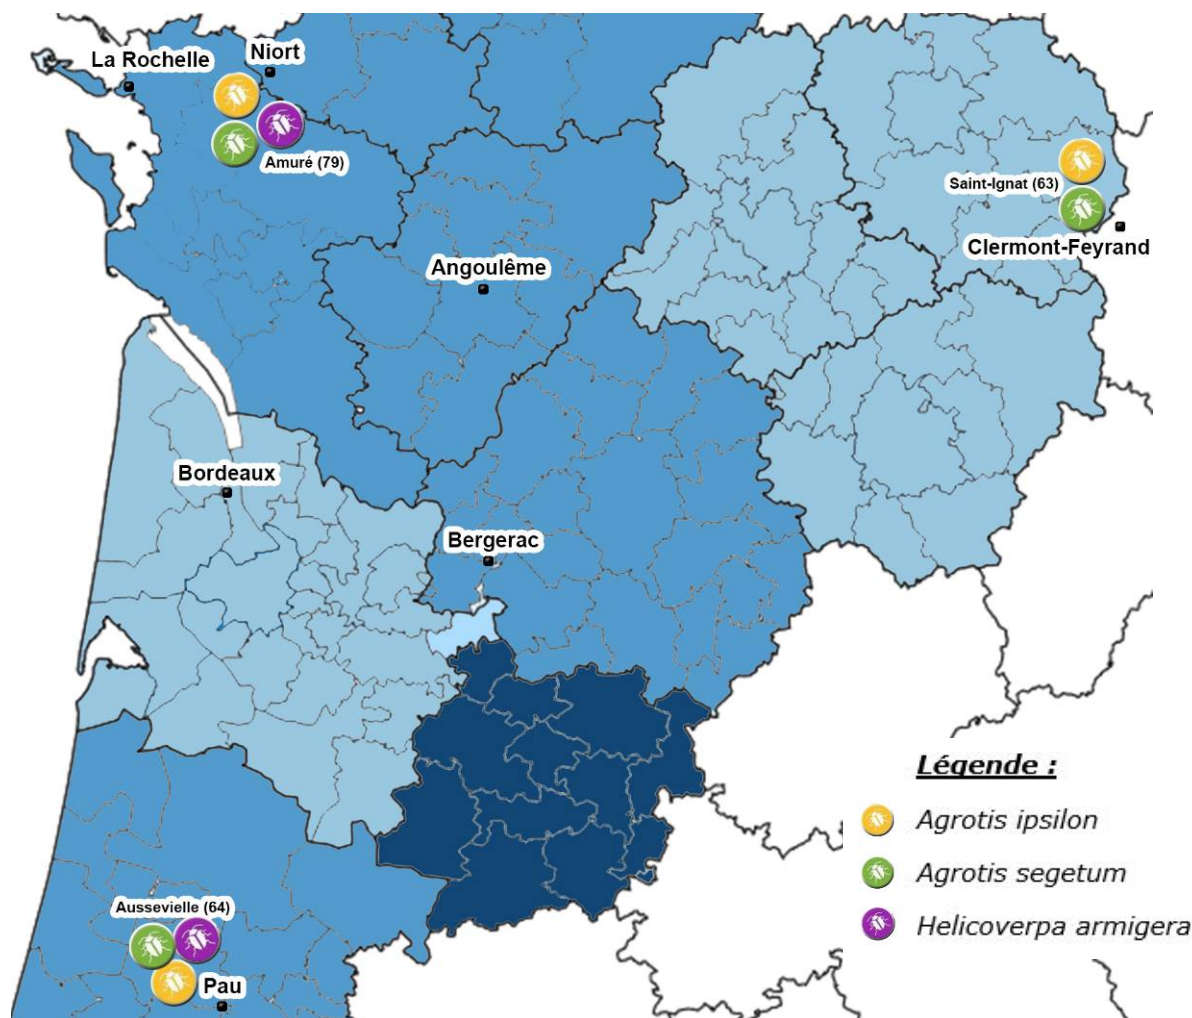 Niort
La Rochelle
Amuré (79)
Saint-Ignat (63)
Clermont-Feyrand
Angoulême
Bordeaux
Bergerac
Légende :
Agrotis ipsilon
Agrotis segetum
Helicoverpa armigera
Aussevielle (64)
Pau